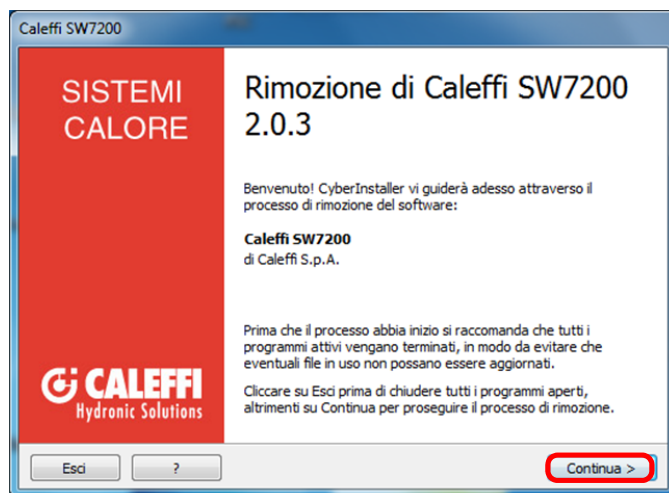 Caleffi SW7200
SISTEMI
CALORE
Rimozione di Caleffi SW7200
2.0.3
Benvenuto! CyberInstaller vi guiderà adesso attraverso il
processo di rimozione del software:
Caleffi SW7200
di Caleffi S.p.A.
Prima che il processo abbia inizio si raccomanda che tutti i
programmi attivi vengano terminati, in modo da evitare che
eventuali file in uso non possano essere aggiornati.
Cliccare su Esci prima di chiudere tutti i programmi aperti,
altrimenti su Continua per proseguire il processo di rimozione.
CALEFFI
Hydronic Solutions
Esci
?
Continua >